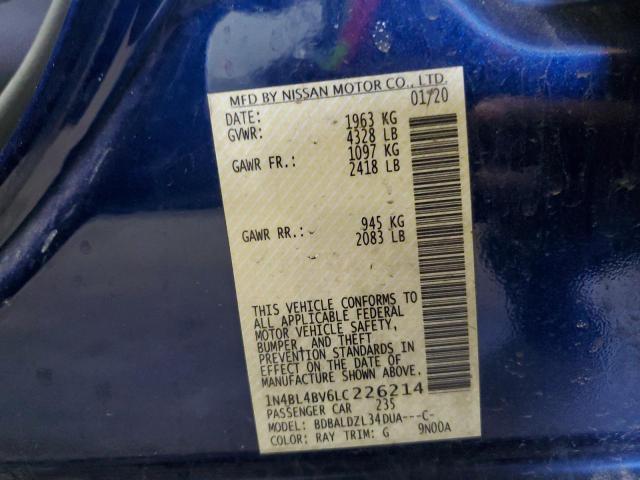 MFD BY NISSAN MOTOR CO., LTD.
DATE: 01/20
GVWR: 1963 KG
4328 LB
GAWR FR.: 1097 KG
2418 LB
GAWR RR.: 945 KG
2083 LB
THIS VEHICLE CONFORMS TO
ALL APPLICABLE FEDERAL
MOTOR VEHICLE SAFETY,
BUMPER, AND THEFT
PREVENTION STANDARDS IN
EFFECT ON THE DATE OF
MANUFACTURE SHOWN ABOVE.
1N4BL4BV6LC226214
PASSENGER CAR 235
MODEL: BDBALDZL34DUA---C-
COLOR: RAY TRIM: G 9N00A